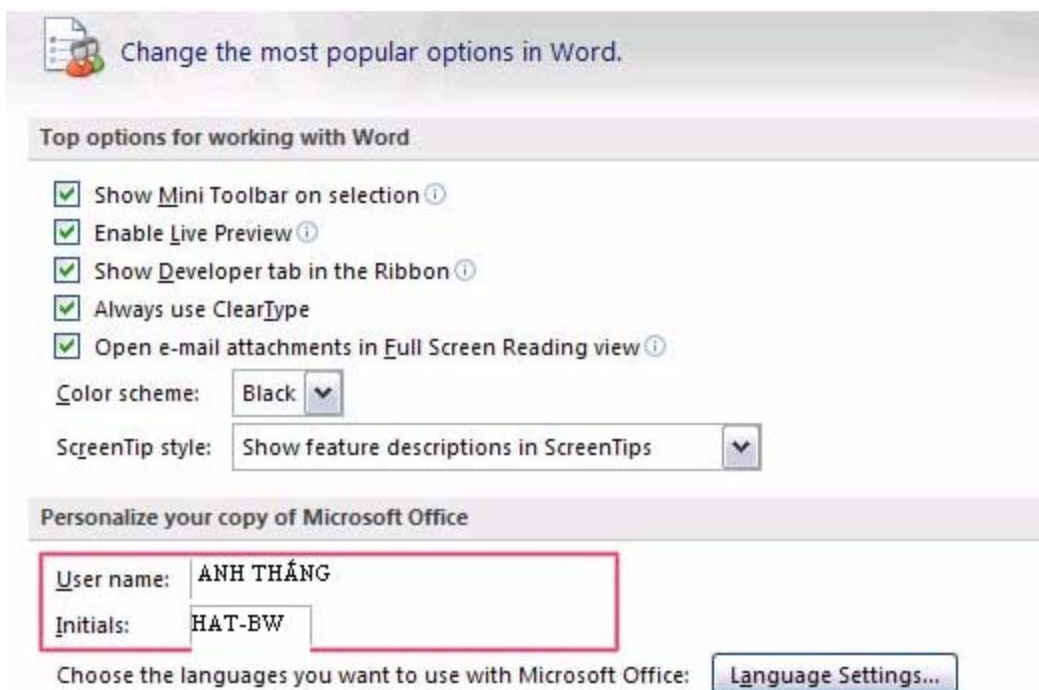 Change the most popular options in Word.
Top options for working with Word
Show Mini Toolbar on selection
Enable Live Preview
Show Developer tab in the Ribbon
Always use ClearType
Open e-mail attachments in Full Screen Reading view
Color scheme: Black
ScreenTip style: Show feature descriptions in ScreenTips
Personalize your copy of Microsoft Office
User name: ANH THÁNG
Initials: HAT-BW
Choose the languages you want to use with Microsoft Office: Language Settings...